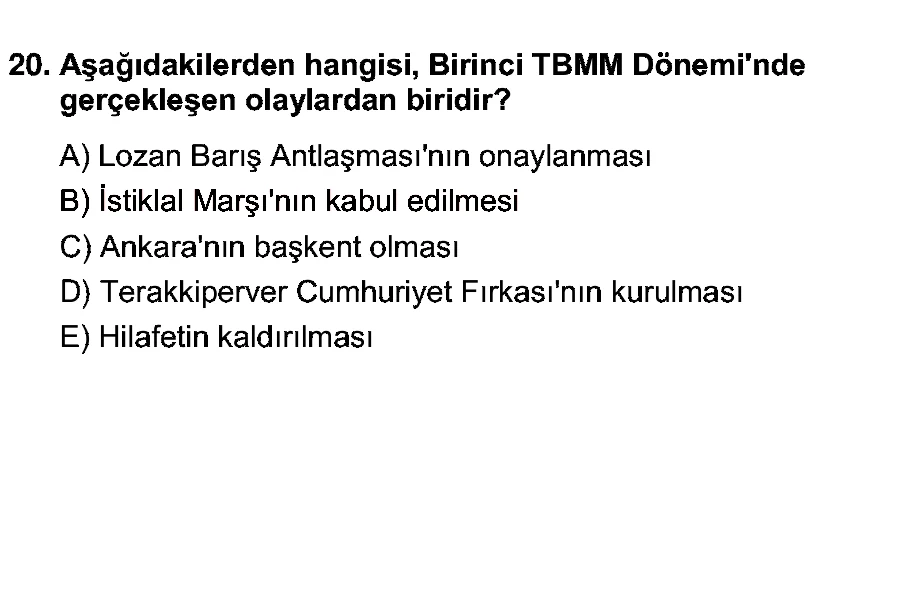 20. Aşağıdakilerden hangisi, Birinci TBMM Dönemi'nde
gerçekleşen olaylardan biridir?
A) Lozan Barış Antlaşması'nın onaylanması
B) İstiklal Marşı'nın kabul edilmesi
C) Ankara'nın başkent olması
D) Terakkiperver Cumhuriyet Fırkası'nın kurulması
E) Hilafetin kaldırılması